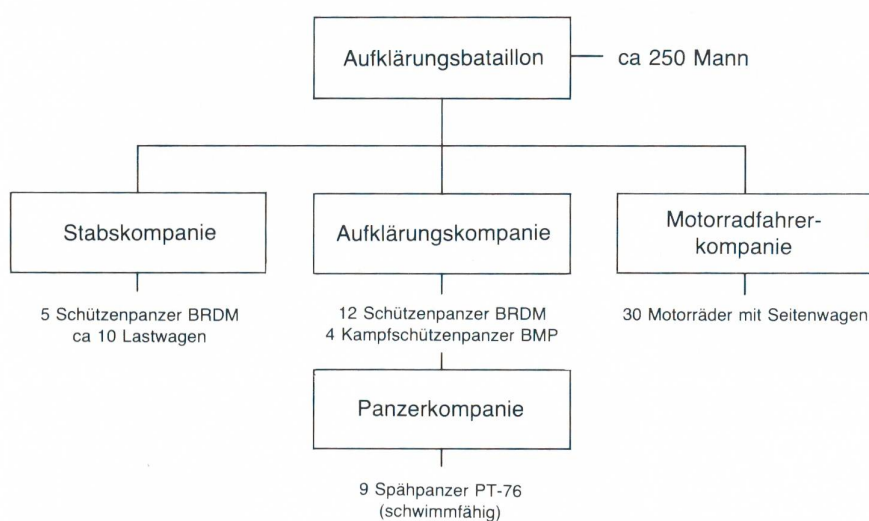 Aufklärungsbataillon
ca 250 Mann
Stabskompanie
Aufklärungskompanie
Motorradfahrer-
kompanie
5 Schützenpanzer BRDM
ca 10 Lastwagen
12 Schützenpanzer BRDM
4 Kampfschützenpanzer BMP
30 Motorräder mit Seitenwagen
Panzerkompanie
9 Spähpanzer PT-76
(schwimmfähig)